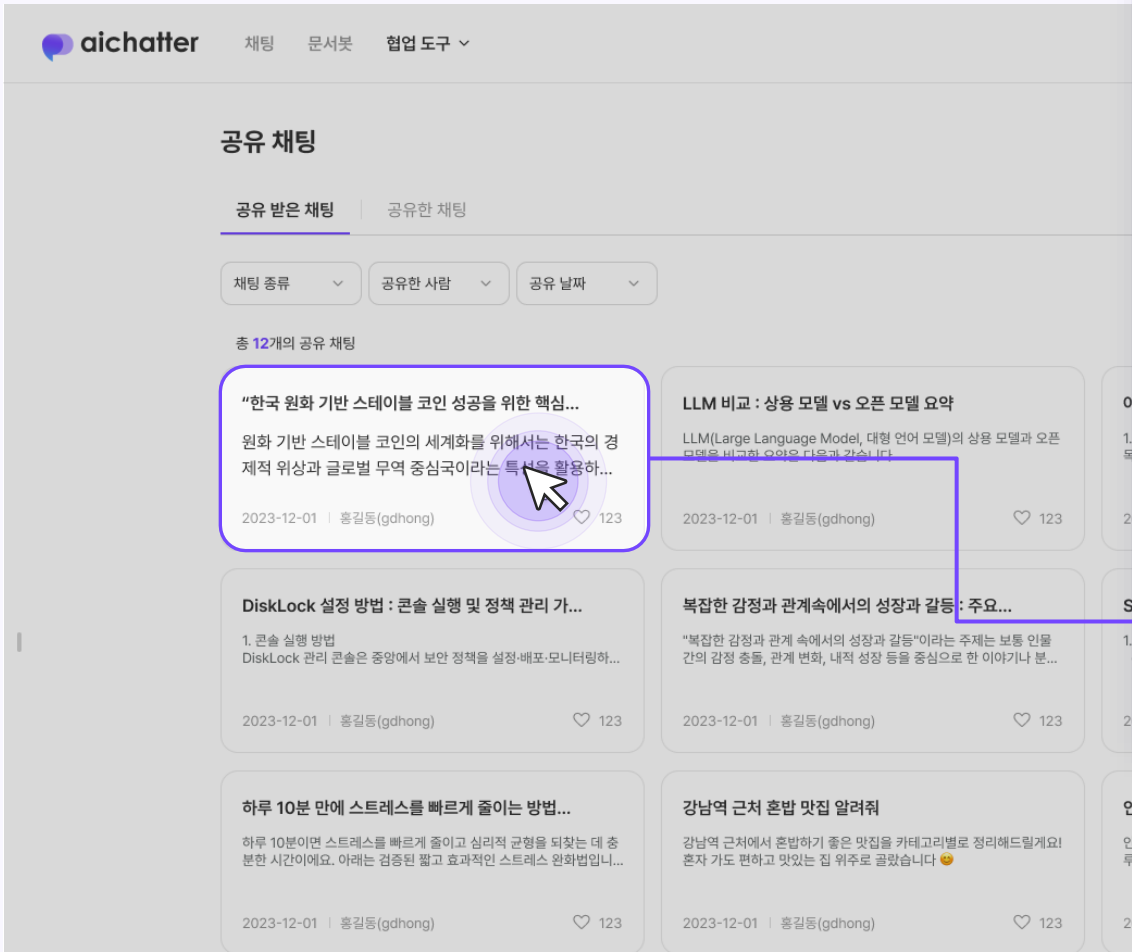 aichatter
채팅 문서봇 협업 도구
공유 채팅
공유 받은 채팅 공유한 채팅
채팅 종류 공유한 사람 공유 날짜
총 12개의 공유 채팅
“한국 원화 기반 스테이블 코인 성공을 위한 핵심...
원화 기반 스테이블 코인의 세계화를 위해서는 한국의 경
제적 위상과 글로벌 무역 중심국이라는 특성을 활용하...
2023-12-01 홍길동(gdhong) 123
LLM 비교 : 상용 모델 vs 오픈 모델 요약
LLM(Large Language Model, 대형 언어 모델)의 상용 모델과 오픈
모델을 비교한 요약은 다음과 같습니다
2023-12-01 홍길동(gdhong) 123
DiskLock 설정 방법 : 콘솔 실행 및 정책 관리 가...
1. 콘솔 실행 방법
DiskLock 관리 콘솔은 중앙에서 보안 정책을 설정·배포·모니터링하...
2023-12-01 홍길동(gdhong) 123
복잡한 감정과 관계속에서의 성장과 갈등 : 주요...
"복잡한 감정과 관계 속에서의 성장과 갈등"이라는 주제는 보통 인물
간의 감정 충돌, 관계 변화, 내적 성장 등을 중심으로 한 이야기나 분...
2023-12-01 홍길동(gdhong) 123
S
1.
하루 10분 만에 스트레스를 빠르게 줄이는 방법...
하루 10분이면 스트레스를 빠르게 줄이고 심리적 균형을 되찾는 데 충
분한 시간이에요. 아래는 검증된 짧고 효과적인 스트레스 완화법입니...
2023-12-01 홍길동(gdhong) 123
강남역 근처 혼밥 맛집 알려줘
강남역 근처에서 혼밥하기 좋은 맛집을 카테고리별로 정리해드릴게요!
혼자 가도 편하고 맛있는 집 위주로 골랐습니다 😊
2023-12-01 홍길동(gdhong) 123